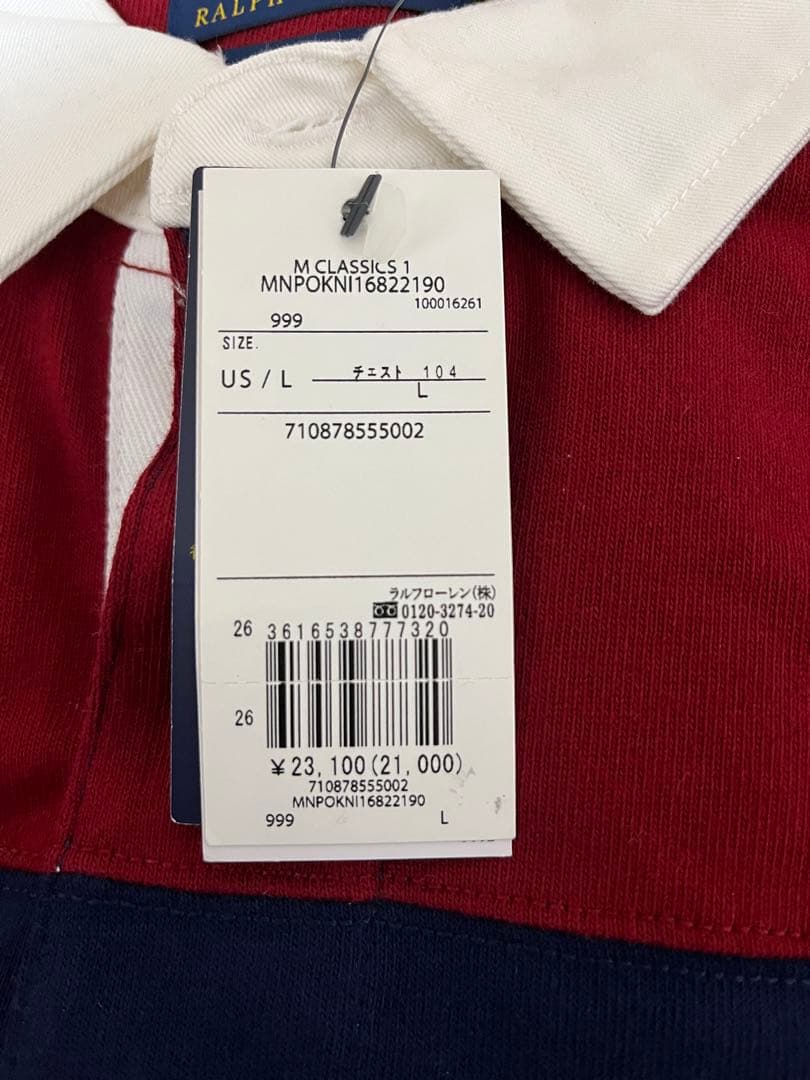 RALPH
M CLASSICS 1
MNPOKNI16822190
100016261
999
SIZE.
US / L チェスト 104
L
710878555002
ラルフローレン(株)
0120-3274-20
26 3616538777320
26
¥ 23,100(21,000)
710878555002
MNPOKNI16822190
999 L